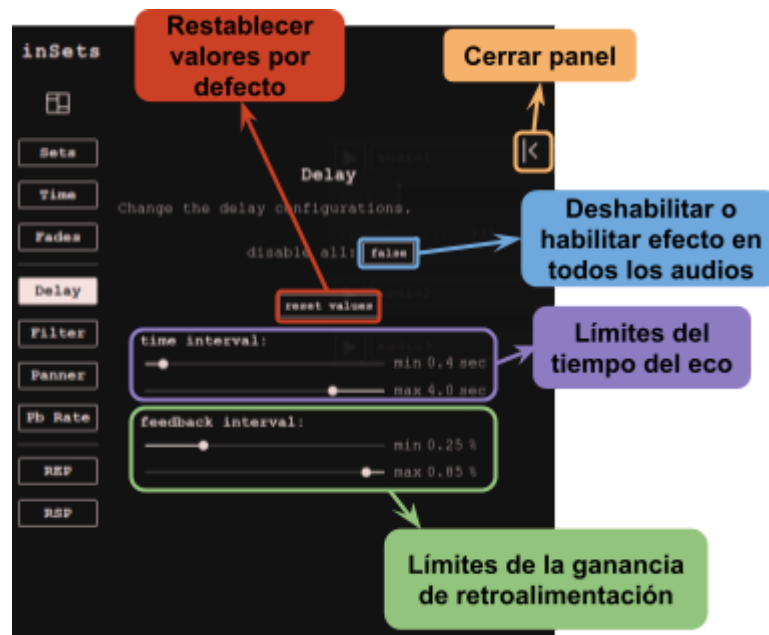 Restablecer
valores por
defecto
inSets
Cerrar panel
Sets
audio1
Delay
Time
Change the delay configurations.
Fades
disable all: false
Deshabilitar o
habilitar efecto en
todos los audios
Delay
audio2
reset values
Filter
time interval:
min 0.4 sec
max 4.0 sec
Límites del
tiempo del eco
Panner
Pb Rate
feedback interval:
min 0.25 %
max 0.85 %
REP
RSP
Límites de la ganancia
de retroalimentación